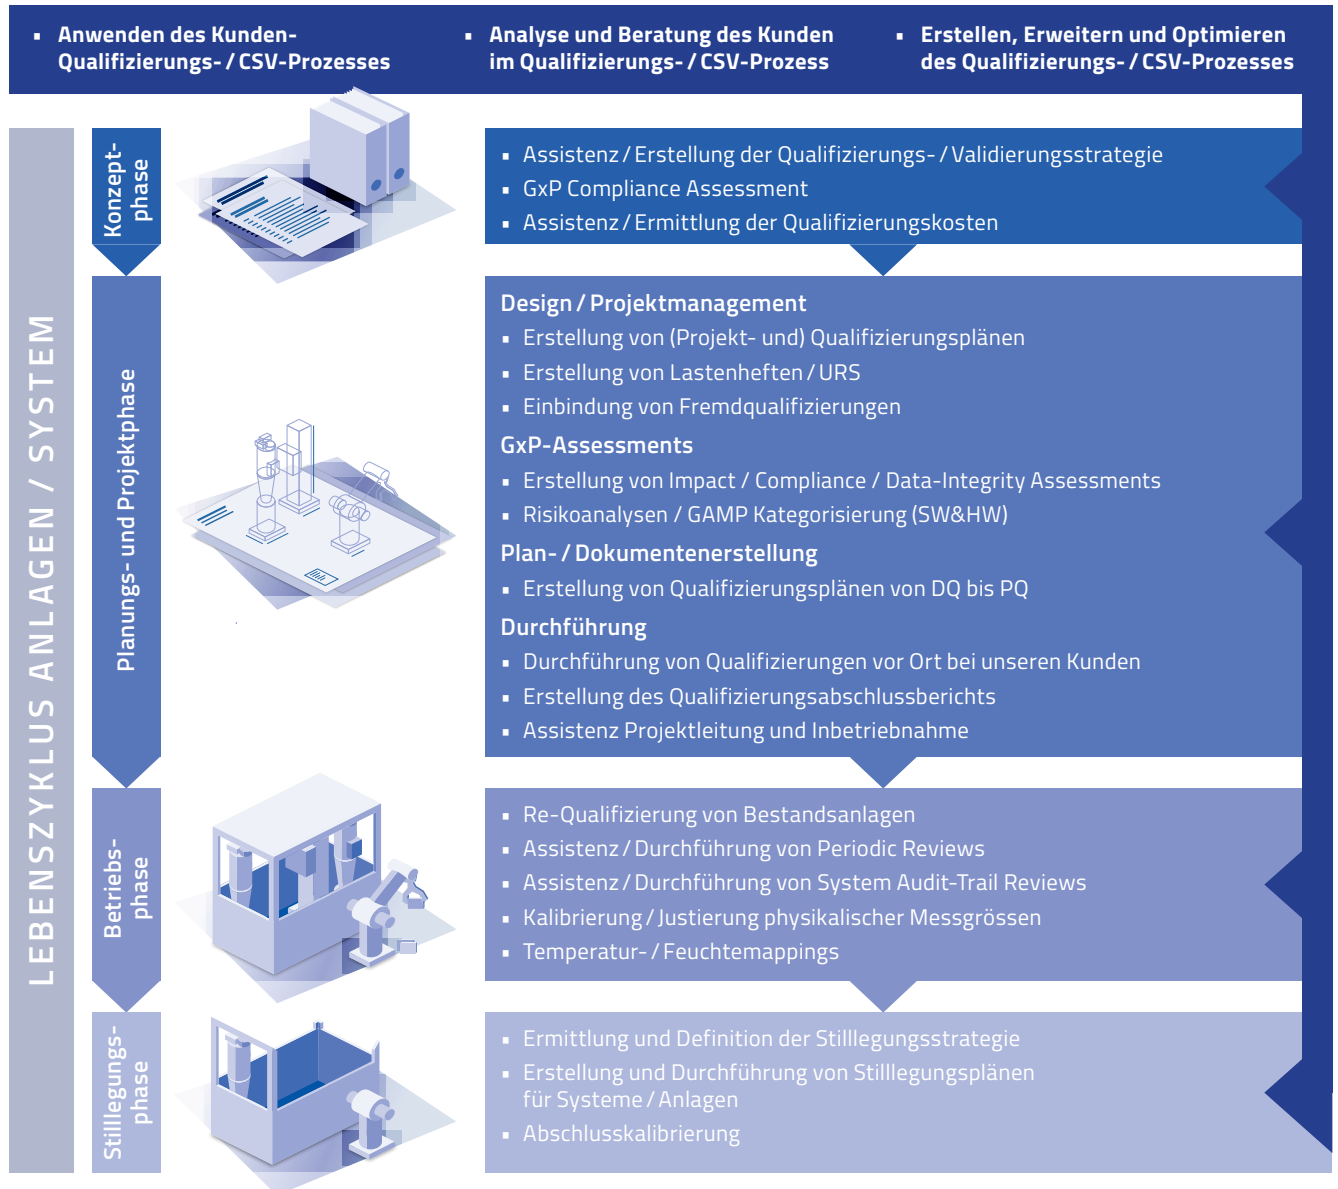 ▪ Anwenden des Kunden-
Qualifizierungs- / CSV-Prozesses
▪ Analyse und Beratung des Kunden
im Qualifizierungs- / CSV-Prozess
▪ Erstellen, Erweitern und Optimieren
des Qualifizierungs- / CSV-Prozesses
LEBENSZYKLUS ANLAGEN / SYSTEM
Konzept-
phase
▪ Assistenz / Erstellung der Qualifizierungs- / Validierungsstrategie
▪ GxP Compliance Assessment
▪ Assistenz / Ermittlung der Qualifizierungskosten
Planungs- und Projektphase
Design / Projektmanagement
▪ Erstellung von (Projekt- und) Qualifizierungsplänen
▪ Erstellung von Lastenheften / URS
▪ Einbindung von Fremdqualifizierungen
GxP-Assessments
▪ Erstellung von Impact / Compliance / Data-Integrity Assessments
▪ Risikoanalysen / GAMP Kategorisierung (SW&HW)
Plan- / Dokumentenerstellung
▪ Erstellung von Qualifizierungsplänen von DQ bis PQ
Durchführung
▪ Durchführung von Qualifizierungen vor Ort bei unseren Kunden
▪ Erstellung des Qualifizierungsabschlussberichts
▪ Assistenz Projektleitung und Inbetriebnahme
Betriebs-
phase
▪ Re-Qualifizierung von Bestandsanlagen
▪ Assistenz / Durchführung von Periodic Reviews
▪ Assistenz / Durchführung von System Audit-Trail Reviews
▪ Kalibrierung / Justierung physikalischer Messgrössen
▪ Temperatur- / Feuchtemappings
Stilllegungs-
phase
▪ Ermittlung und Definition der Stilllegungsstrategie
▪ Erstellung und Durchführung von Stilllegungsplänen
für Systeme / Anlagen
▪ Abschlusskalibrierung